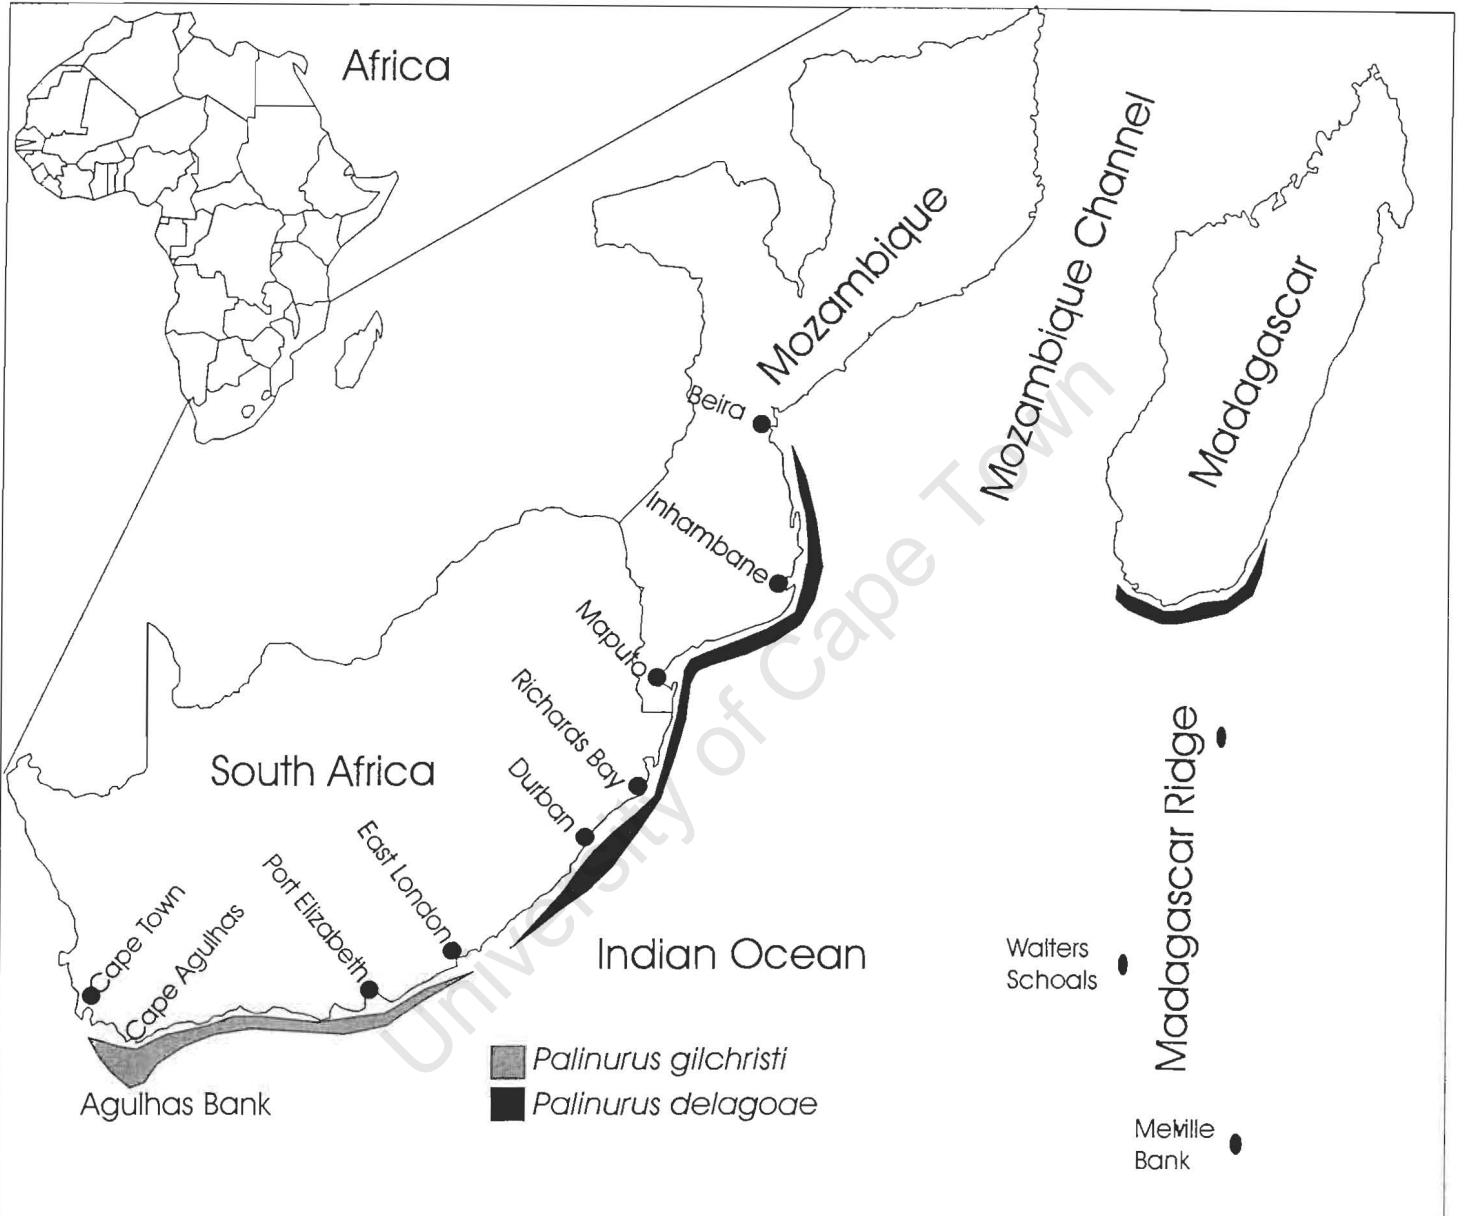 Africa
Mozambique Channel
Mozambique
Madagascar
Beira
Inhambane
Maputo
Richards Bay
South Africa
Durban
East London
Port Elizabeth
Cape Town
Cape Agulhas
Madagascar Ridge
Indian Ocean
Walters
Schoals
Palinurus gilchristi
Palinurus delagoae
Agulhas Bank
Melville
Bank
University of Cape Town